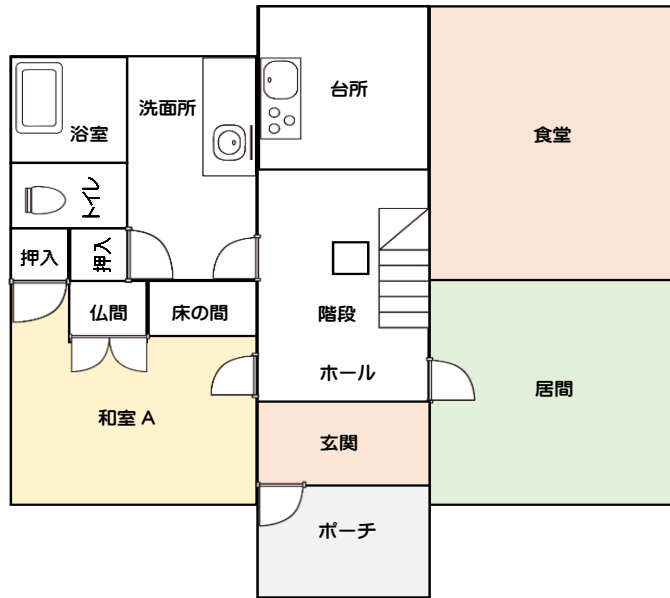 台所
洗面所
食堂
浴室
トイレ
押入
押入
仏間
床の間
階段
ホール
居間
和室 A
玄関
ポーチ